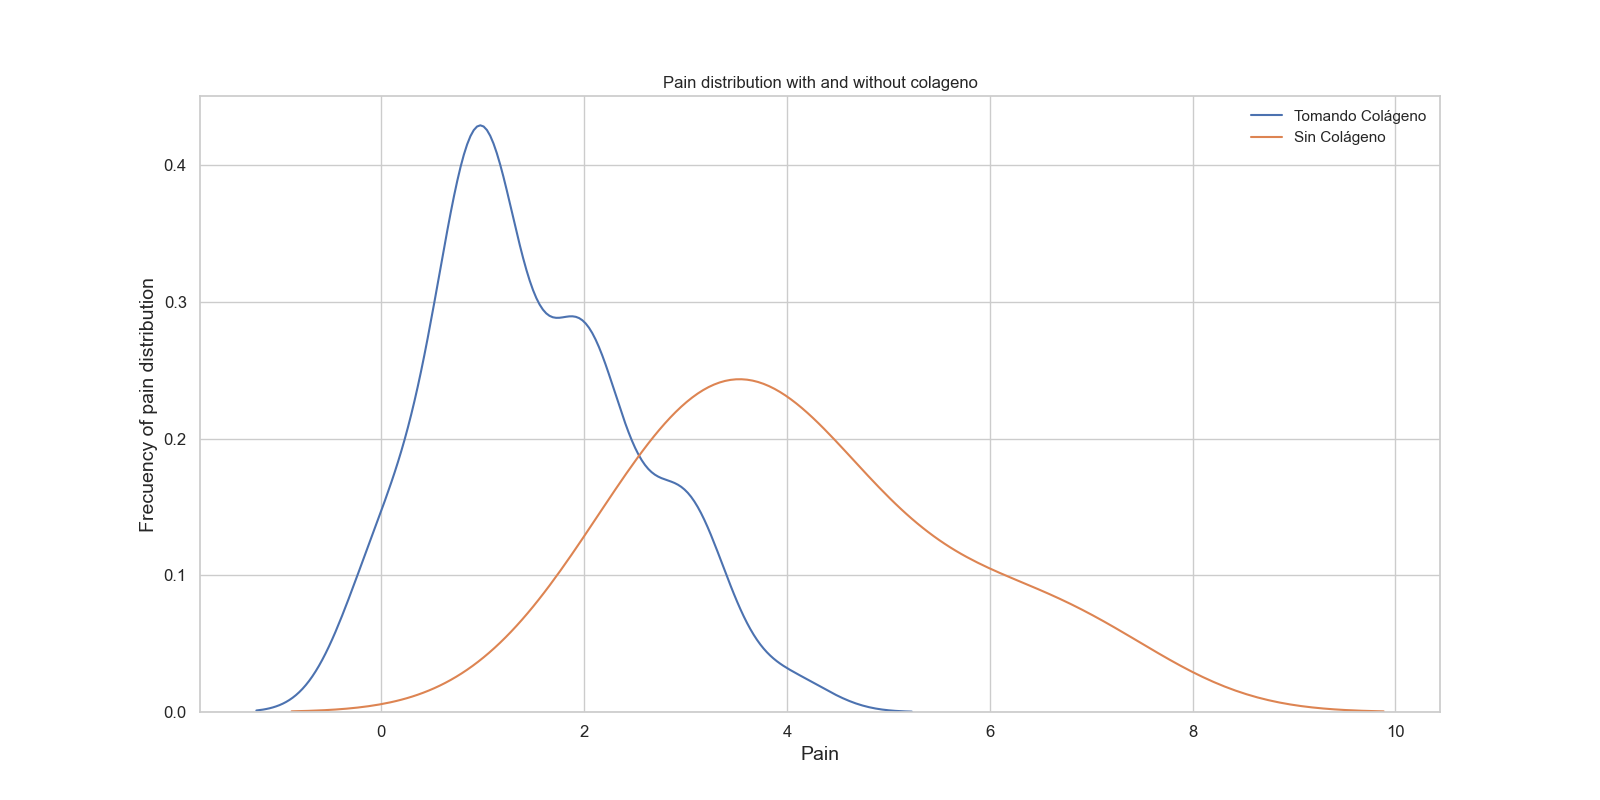 Pain distribution with and without colageno
Tomando Colágeno
Sin Colágeno
0.4
0.3
0.2
0.1
0.0
Frecuency of pain distribution
0 2 4 6 8 10
Pain